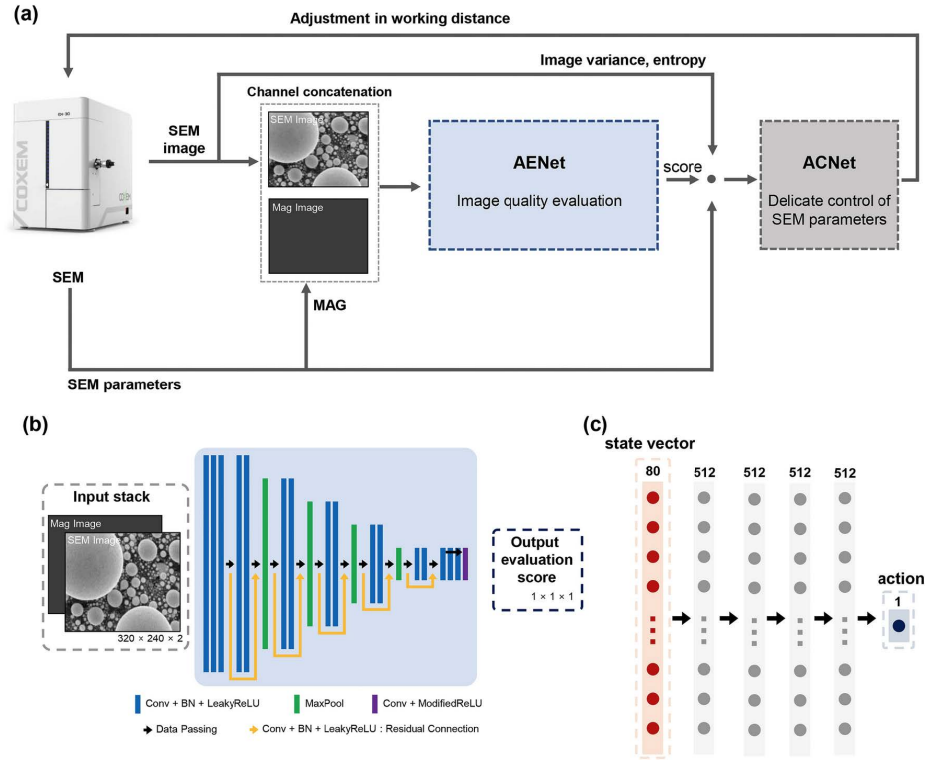 (a)
Adjustment in working distance
Image variance, entropy
Channel concatenation
COXEM
SEM
image
SEM Image
Mag Image
AENet
Image quality evaluation
score
ACNet
Delicate control of
SEM parameters
SEM
MAG
SEM parameters
(b)
Input stack
Mag Image
SEM Image
320 × 240 × 2
Output
evaluation
score
1 × 1 × 1
Conv + BN + LeakyReLU
MaxPool
Conv + ModifiedReLU
Data Passing
Conv + BN + LeakyReLU : Residual Connection
(c)
state vector
80
512
512
512
512
action
1